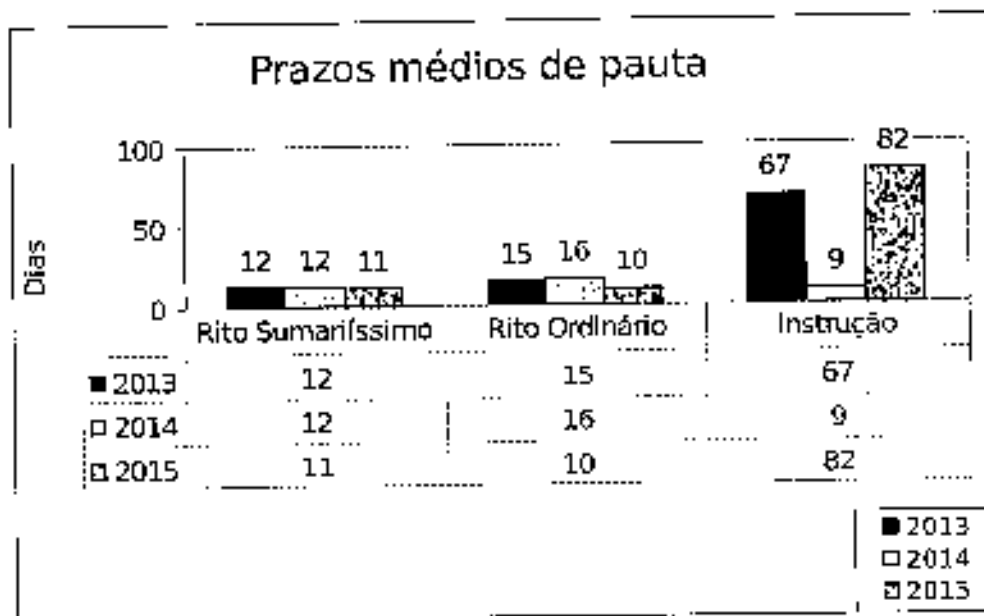 Prazos médios de pauta
100
50
0
Dias
12 12 11
15 16 10
67 9 82
Rito Sumaríssimo Rito Ordinário Instrução
2013 12 15 67
2014 12 16 9
2015 11 10 82
2013
2014
2015